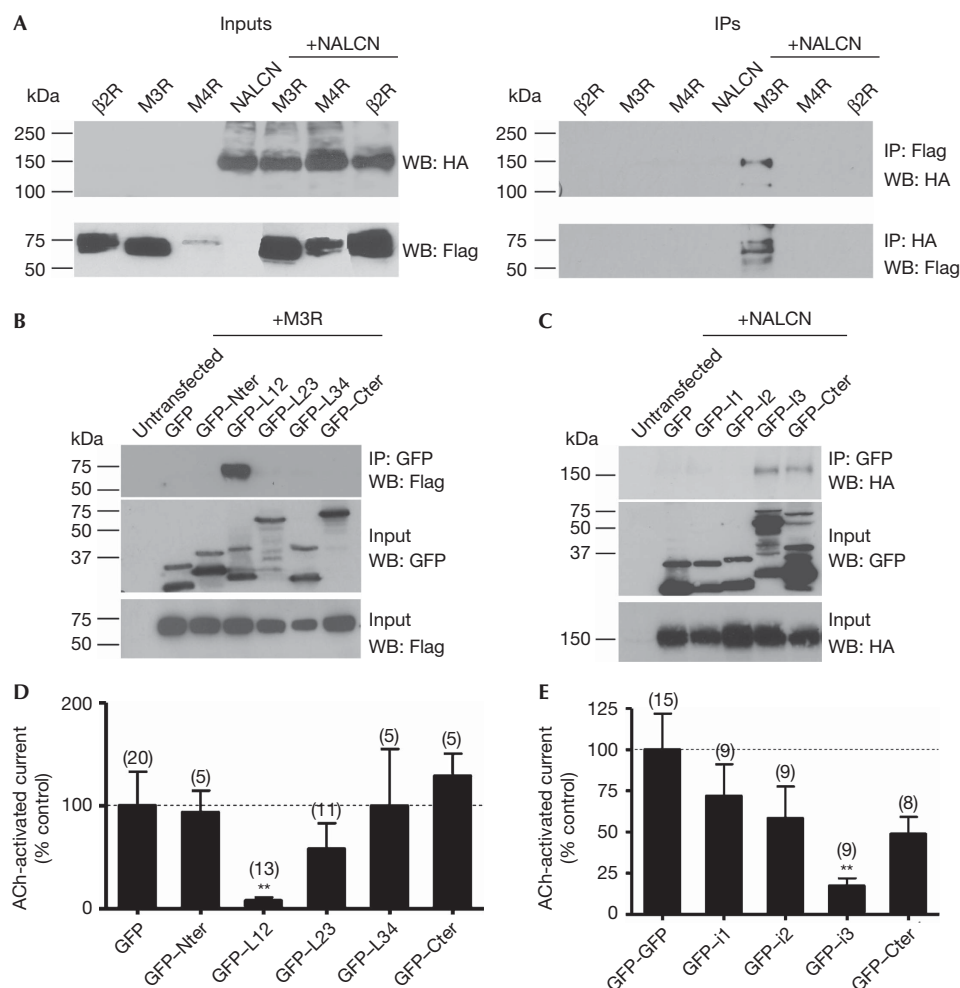 A
Inputs
+NALCN
kDa
β2R
M3R
M4R
NALCN
M3R
M4R
β2R
250
150
100
WB: HA
75
50
WB: Flag
IPs
+NALCN
kDa
β2R
M3R
M4R
NALCN
M3R
M4R
β2R
250
150
100
IP: Flag
WB: HA
75
50
IP: HA
WB: Flag
B
+M3R
kDa
Untransfected
GFP
GFP–Nter
GFP–L12
GFP–L23
GFP–L34
GFP–Cter
75
50
IP: GFP
WB: Flag
75
50
37
Input
WB: GFP
75
50
Input
WB: Flag
C
+NALCN
kDa
Untransfected
GFP
GFP–I1
GFP–I2
GFP–I3
GFP–Cter
150
IP: GFP
WB: HA
75
50
37
Input
WB: GFP
150
Input
WB: HA
D
ACh-activated current
(% control)
200
100
0
(20)
(5)
(13)
**
(11)
(5)
(5)
GFP
GFP–Nter
GFP–L12
GFP–L23
GFP–L34
GFP–Cter
E
ACh-activated current
(% control)
125
100
75
50
25
0
(15)
(9)
(9)
(9)
**
(8)
GFP–GFP
GFP–i1
GFP–i2
GFP–i3
GFP–Cter